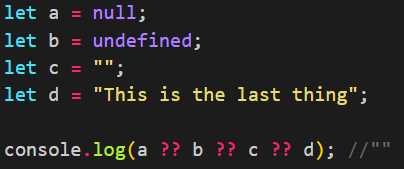 let a = null;
let b = undefined;
let c = "";
let d = "This is the last thing";
console.log(a ?? b ?? c ?? d); //""